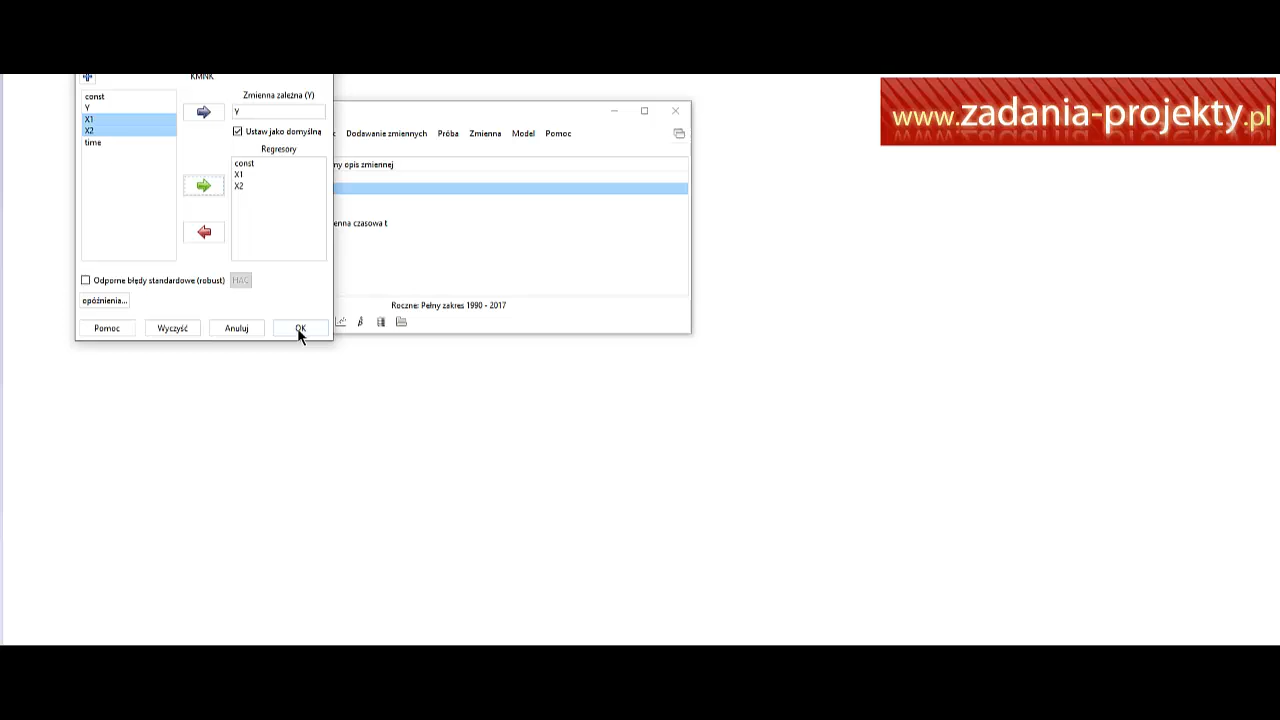 KMNK
const
Y
X1
X2
time
Zmienna zależna (Y)
Y
Ustaw jako domyślną
Regresory
const
X1
X2
Odporne błędy standardowe (robust)
HAC
opóźnienia...
Pomoc
Wyczyść
Anuluj
OK
Dodawanie zmiennych
Próba
Zmienna
Model
Pomoc
ny opis zmiennej
enna czasowa t
Roczne: Pełny zakres 1990 - 2017
β
www.zadania-projekty.pl